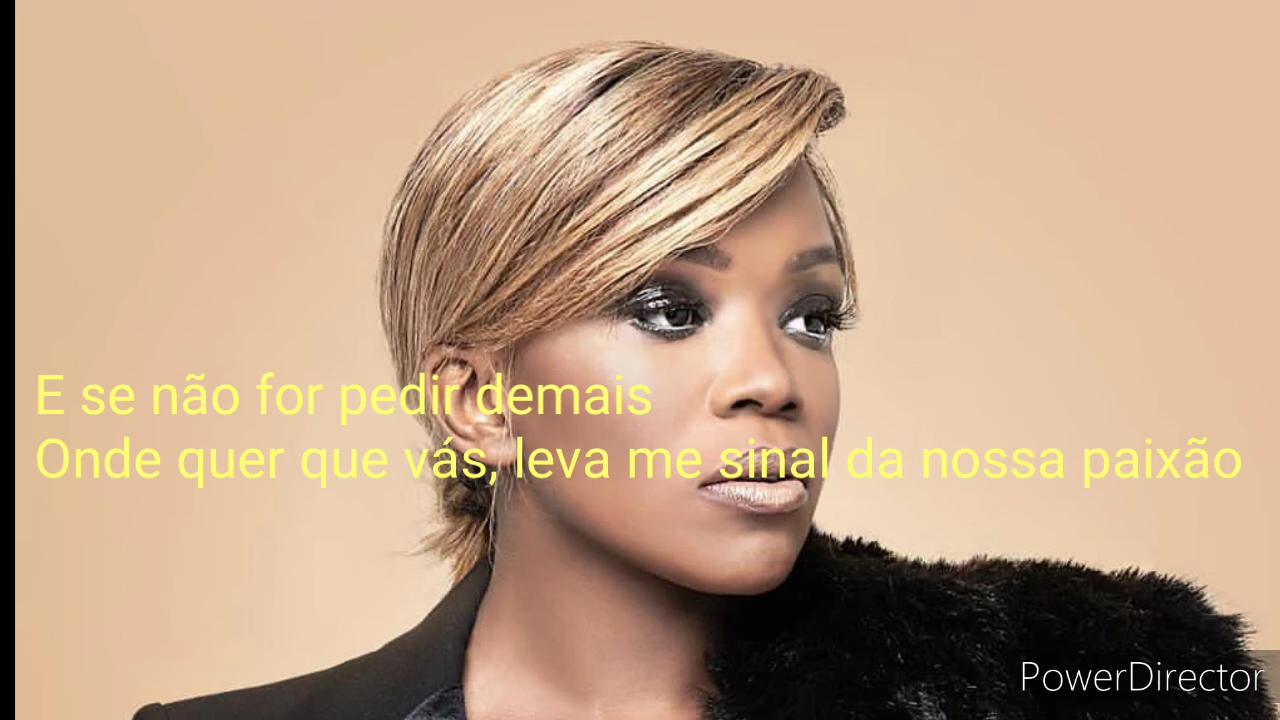 E se não for pedir demais
Onde quer que vás, leva me sinal da nossa paixão
PowerDirector